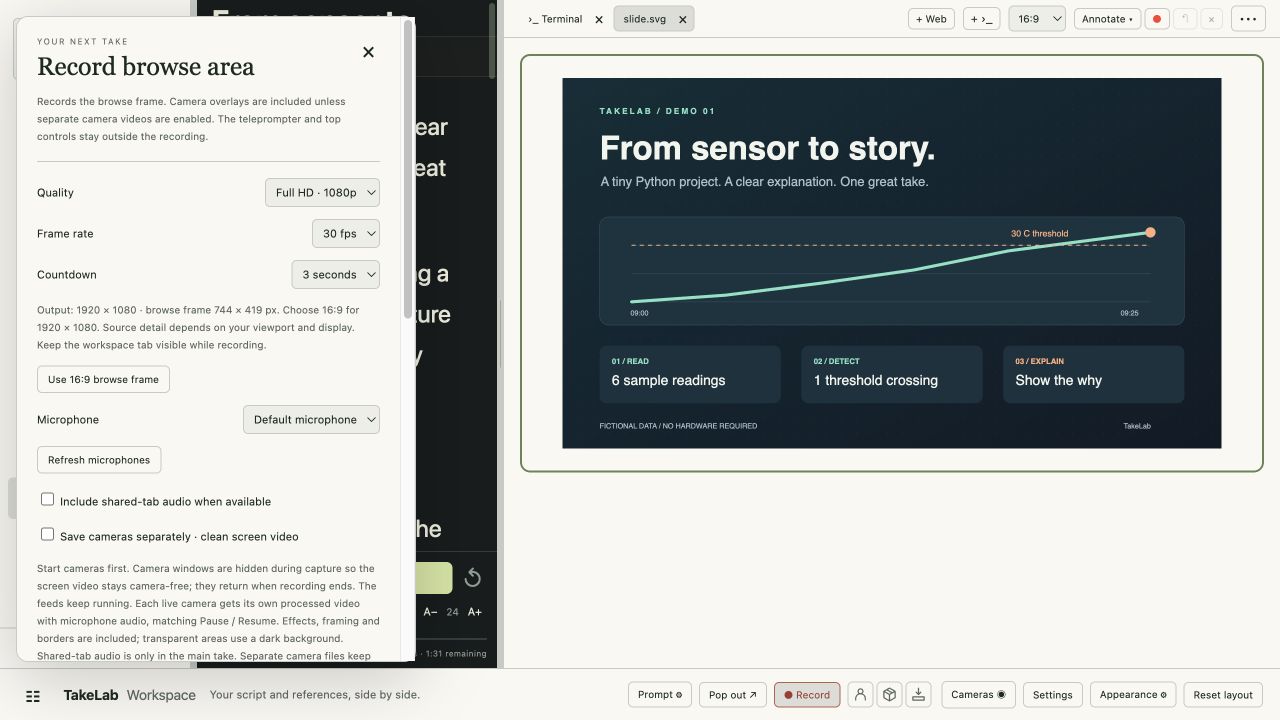 YOUR NEXT TAKE
Record browse area
Records the browse frame. Camera overlays are included unless
separate camera videos are enabled. The teleprompter and top
controls stay outside the recording.
Quality
Full HD · 1080p
Frame rate
30 fps
Countdown
3 seconds
Output: 1920 × 1080 · browse frame 744 × 419 px. Choose 16:9 for
1920 × 1080. Source detail depends on your viewport and display.
Keep the workspace tab visible while recording.
Use 16:9 browse frame
Microphone
Default microphone
Refresh microphones
Include shared-tab audio when available
Save cameras separately · clean screen video
Start cameras first. Camera windows are hidden during capture so the
screen video stays camera-free; they return when recording ends. The
feeds keep running. Each live camera gets its own processed video
with microphone audio, matching Pause / Resume. Effects, framing and
borders are included; transparent areas use a dark background.
Shared-tab audio is only in the main take. Separate camera files keep
ear
eat
g a
ture
y
he
A− 24 A+
· 1:31 remaining
›_ Terminal ✕
slide.svg ✕
+ Web
+ ›_
16:9
Annotate ▾
TAKELAB / DEMO 01
From sensor to story.
A tiny Python project. A clear explanation. One great take.
30 C threshold
09:00
09:25
01 / READ
6 sample readings
02 / DETECT
1 threshold crossing
03 / EXPLAIN
Show the why
FICTIONAL DATA / NO HARDWARE REQUIRED
TakeLab
TakeLab Workspace
Your script and references, side by side.
Prompt ⚙
Pop out ↗
Record
Cameras ◉
Settings
Appearance ⚙
Reset layout